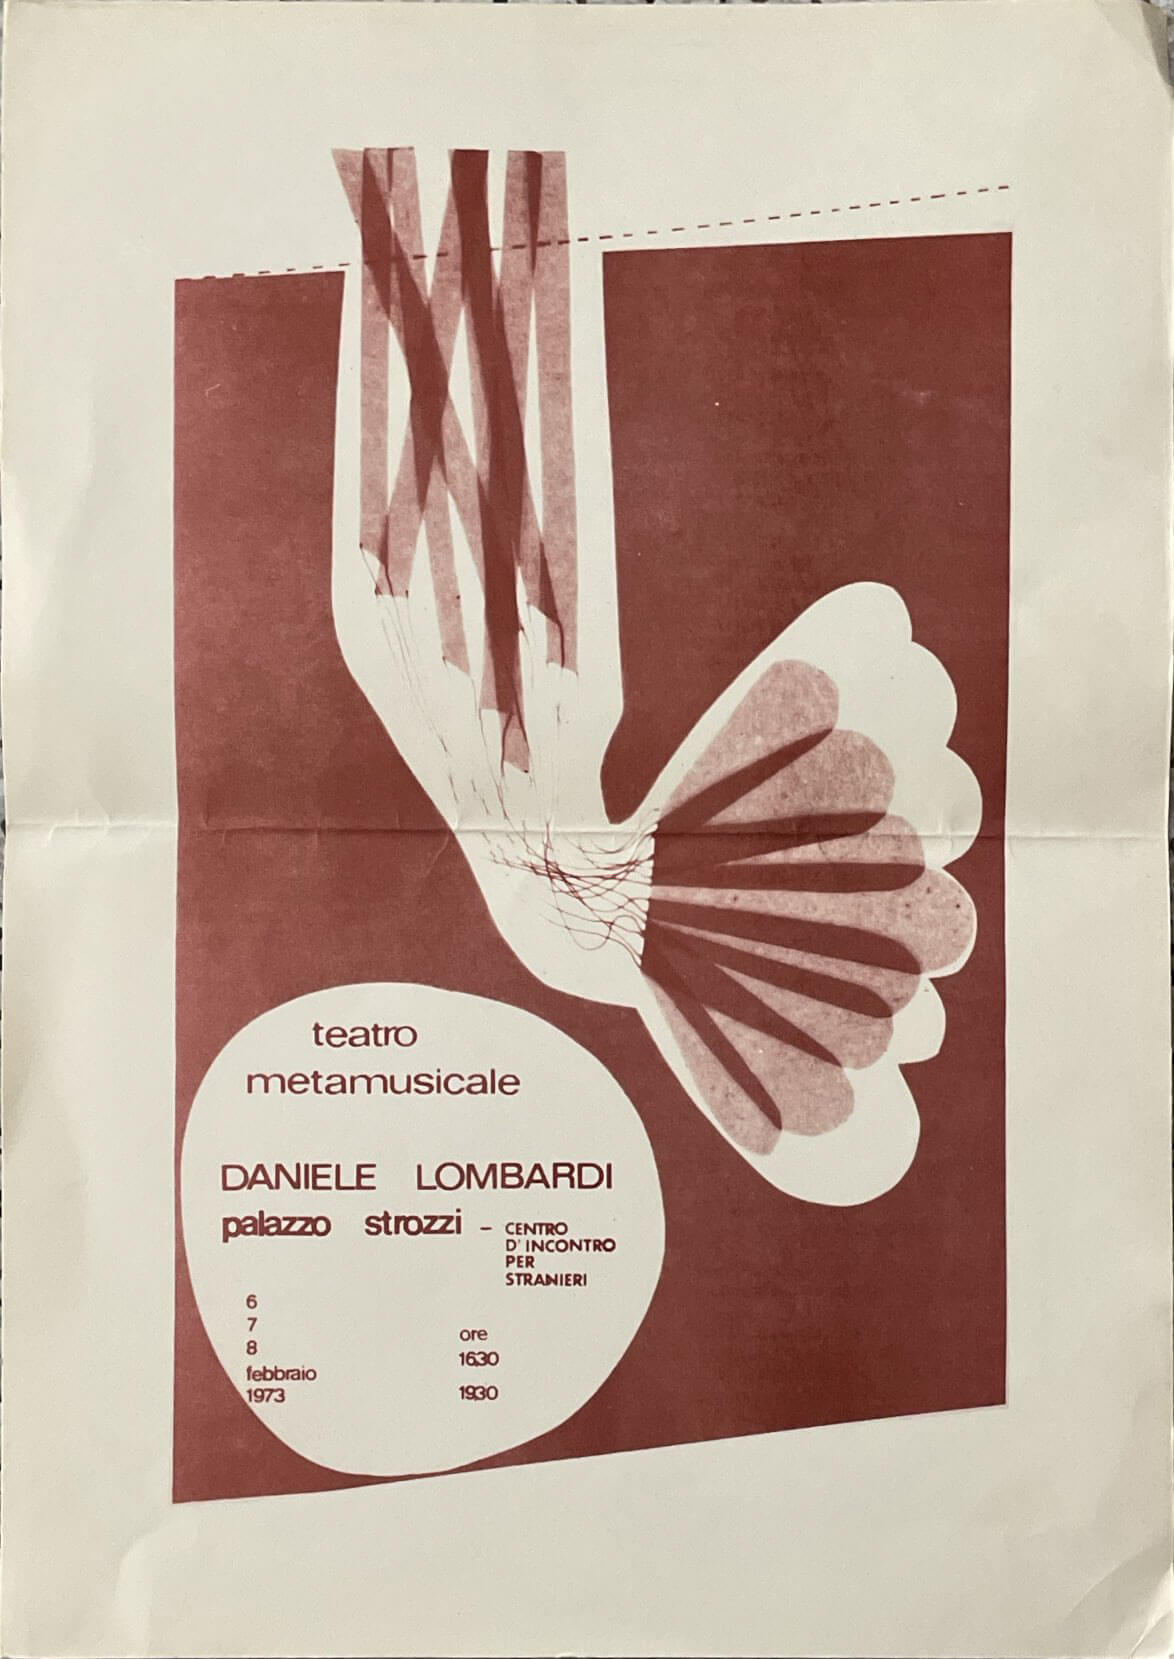 teatro
metamusicale
DANIELE LOMBARDI
palazzo strozzi - CENTRO
D'INCONTRO
PER
STRANIERI
6
7
8
febbraio
1973
ore
1630
1930